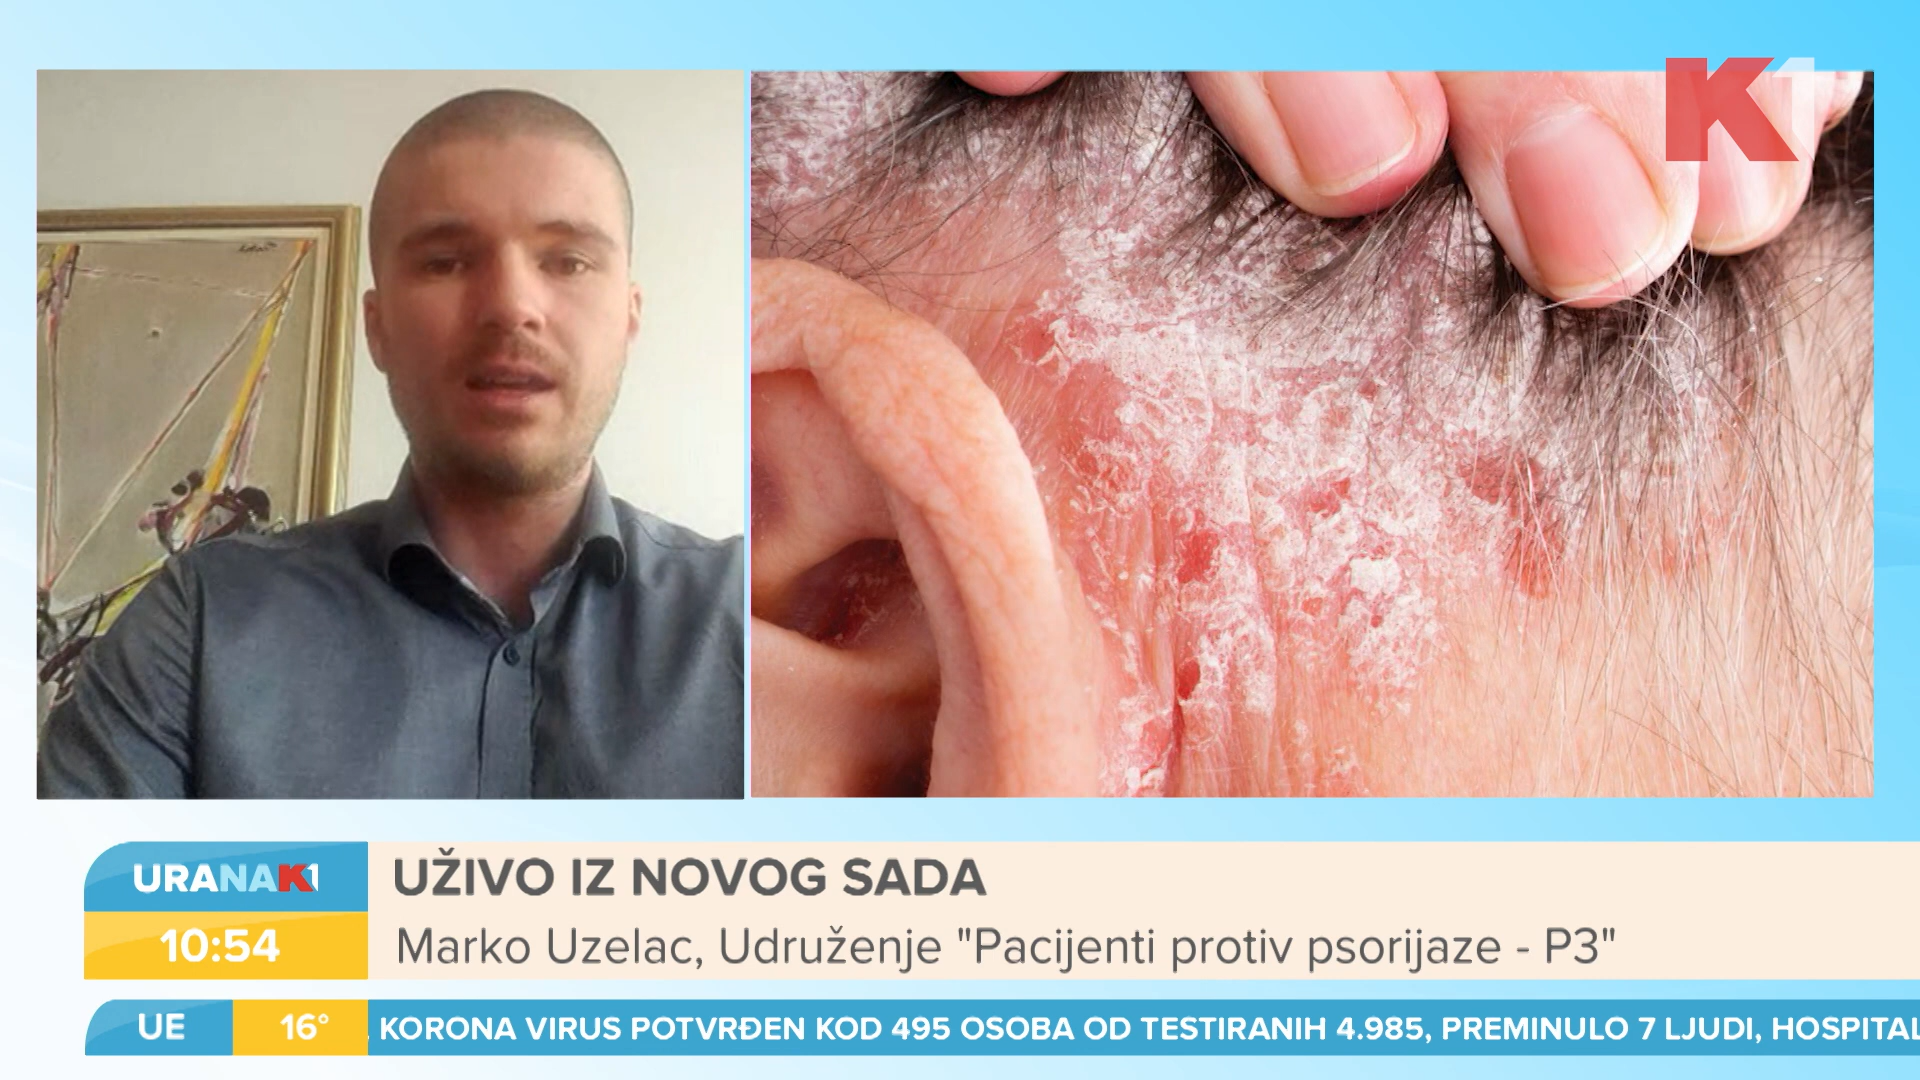 K1
URANAK1
UŽIVO IZ NOVOG SADA
10:54
Marko Uzelac, Udruženje "Pacijenti protiv psorijaze - P3"
UE
16°
KORONA VIRUS POTVRĐEN KOD 495 OSOBA OD TESTIRANIH 4.985, PREMINULO 7 LJUDI, HOSPITAL